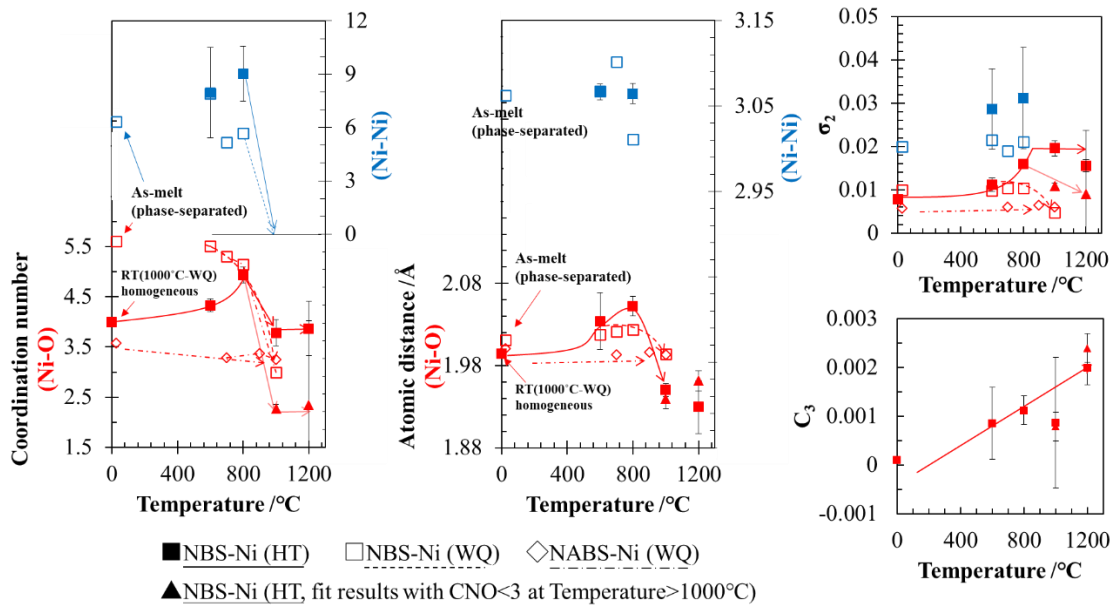 12
9
6
3
0
(Ni-Ni)
As-melt
(phase-separated)
RT(1000°C-WQ)
homogeneous
5.5
4.5
3.5
2.5
1.5
Coordination number
(Ni-O)
0
400
800
1200
Temperature /°C
3.15
3.05
2.95
(Ni-Ni)
As-melt
(phase-separated)
As-melt
(phase-separated)
RT(1000°C-WQ)
homogeneous
2.08
1.98
1.88
Atomic distance /Å
(Ni-O)
0
400
800
1200
Temperature /°C
0.05
0.04
0.03
0.02
0.01
0
σ2
0
400
800
1200
Temperature /°C
0.003
0.002
0.001
0
-0.001
C3
0
400
800
1200
Temperature /°C
NBS-Ni (HT)
NBS-Ni (WQ)
NABS-Ni (WQ)
NBS-Ni (HT, fit results with CNO<3 at Temperature>1000°C)